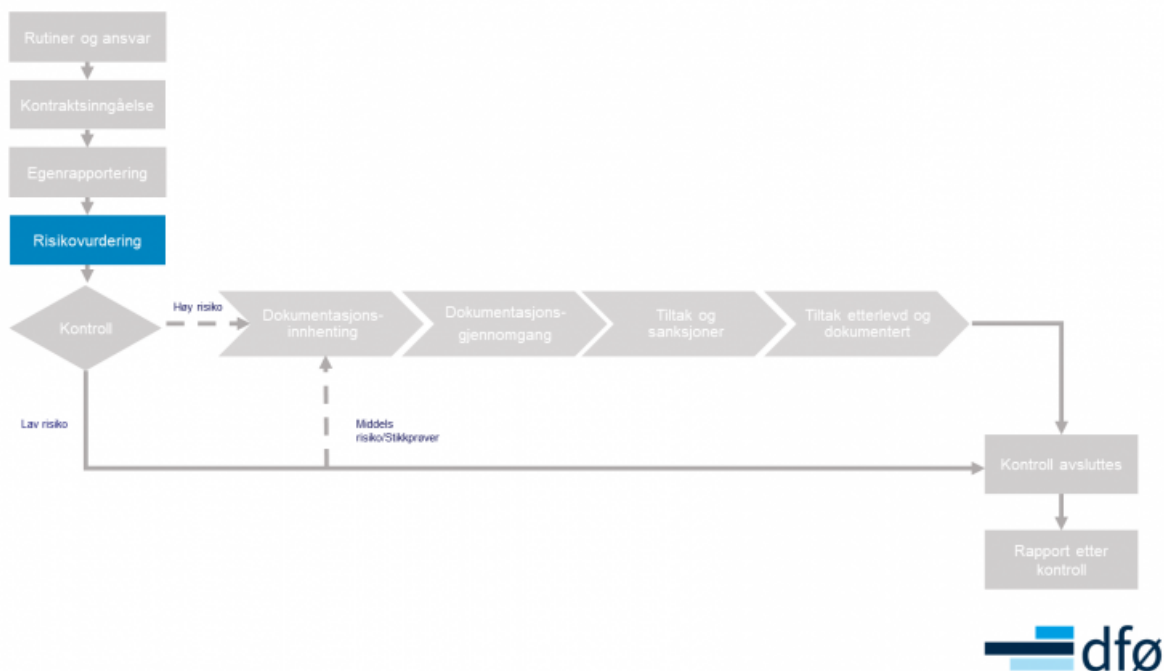 Rutiner og ansvar
Kontraktsinngåelse
Egenrapportering
Risikovurdering
Kontroll
Høy risiko
Dokumentasjons-
innhenting
Dokumentasjons-
gjennomgang
Tiltak og
sanksjoner
Tiltak etterlevd og
dokumentert
Lav risiko
Middels
risiko/Stikkprøver
Kontroll avsluttes
Rapport etter
kontroll
dfø